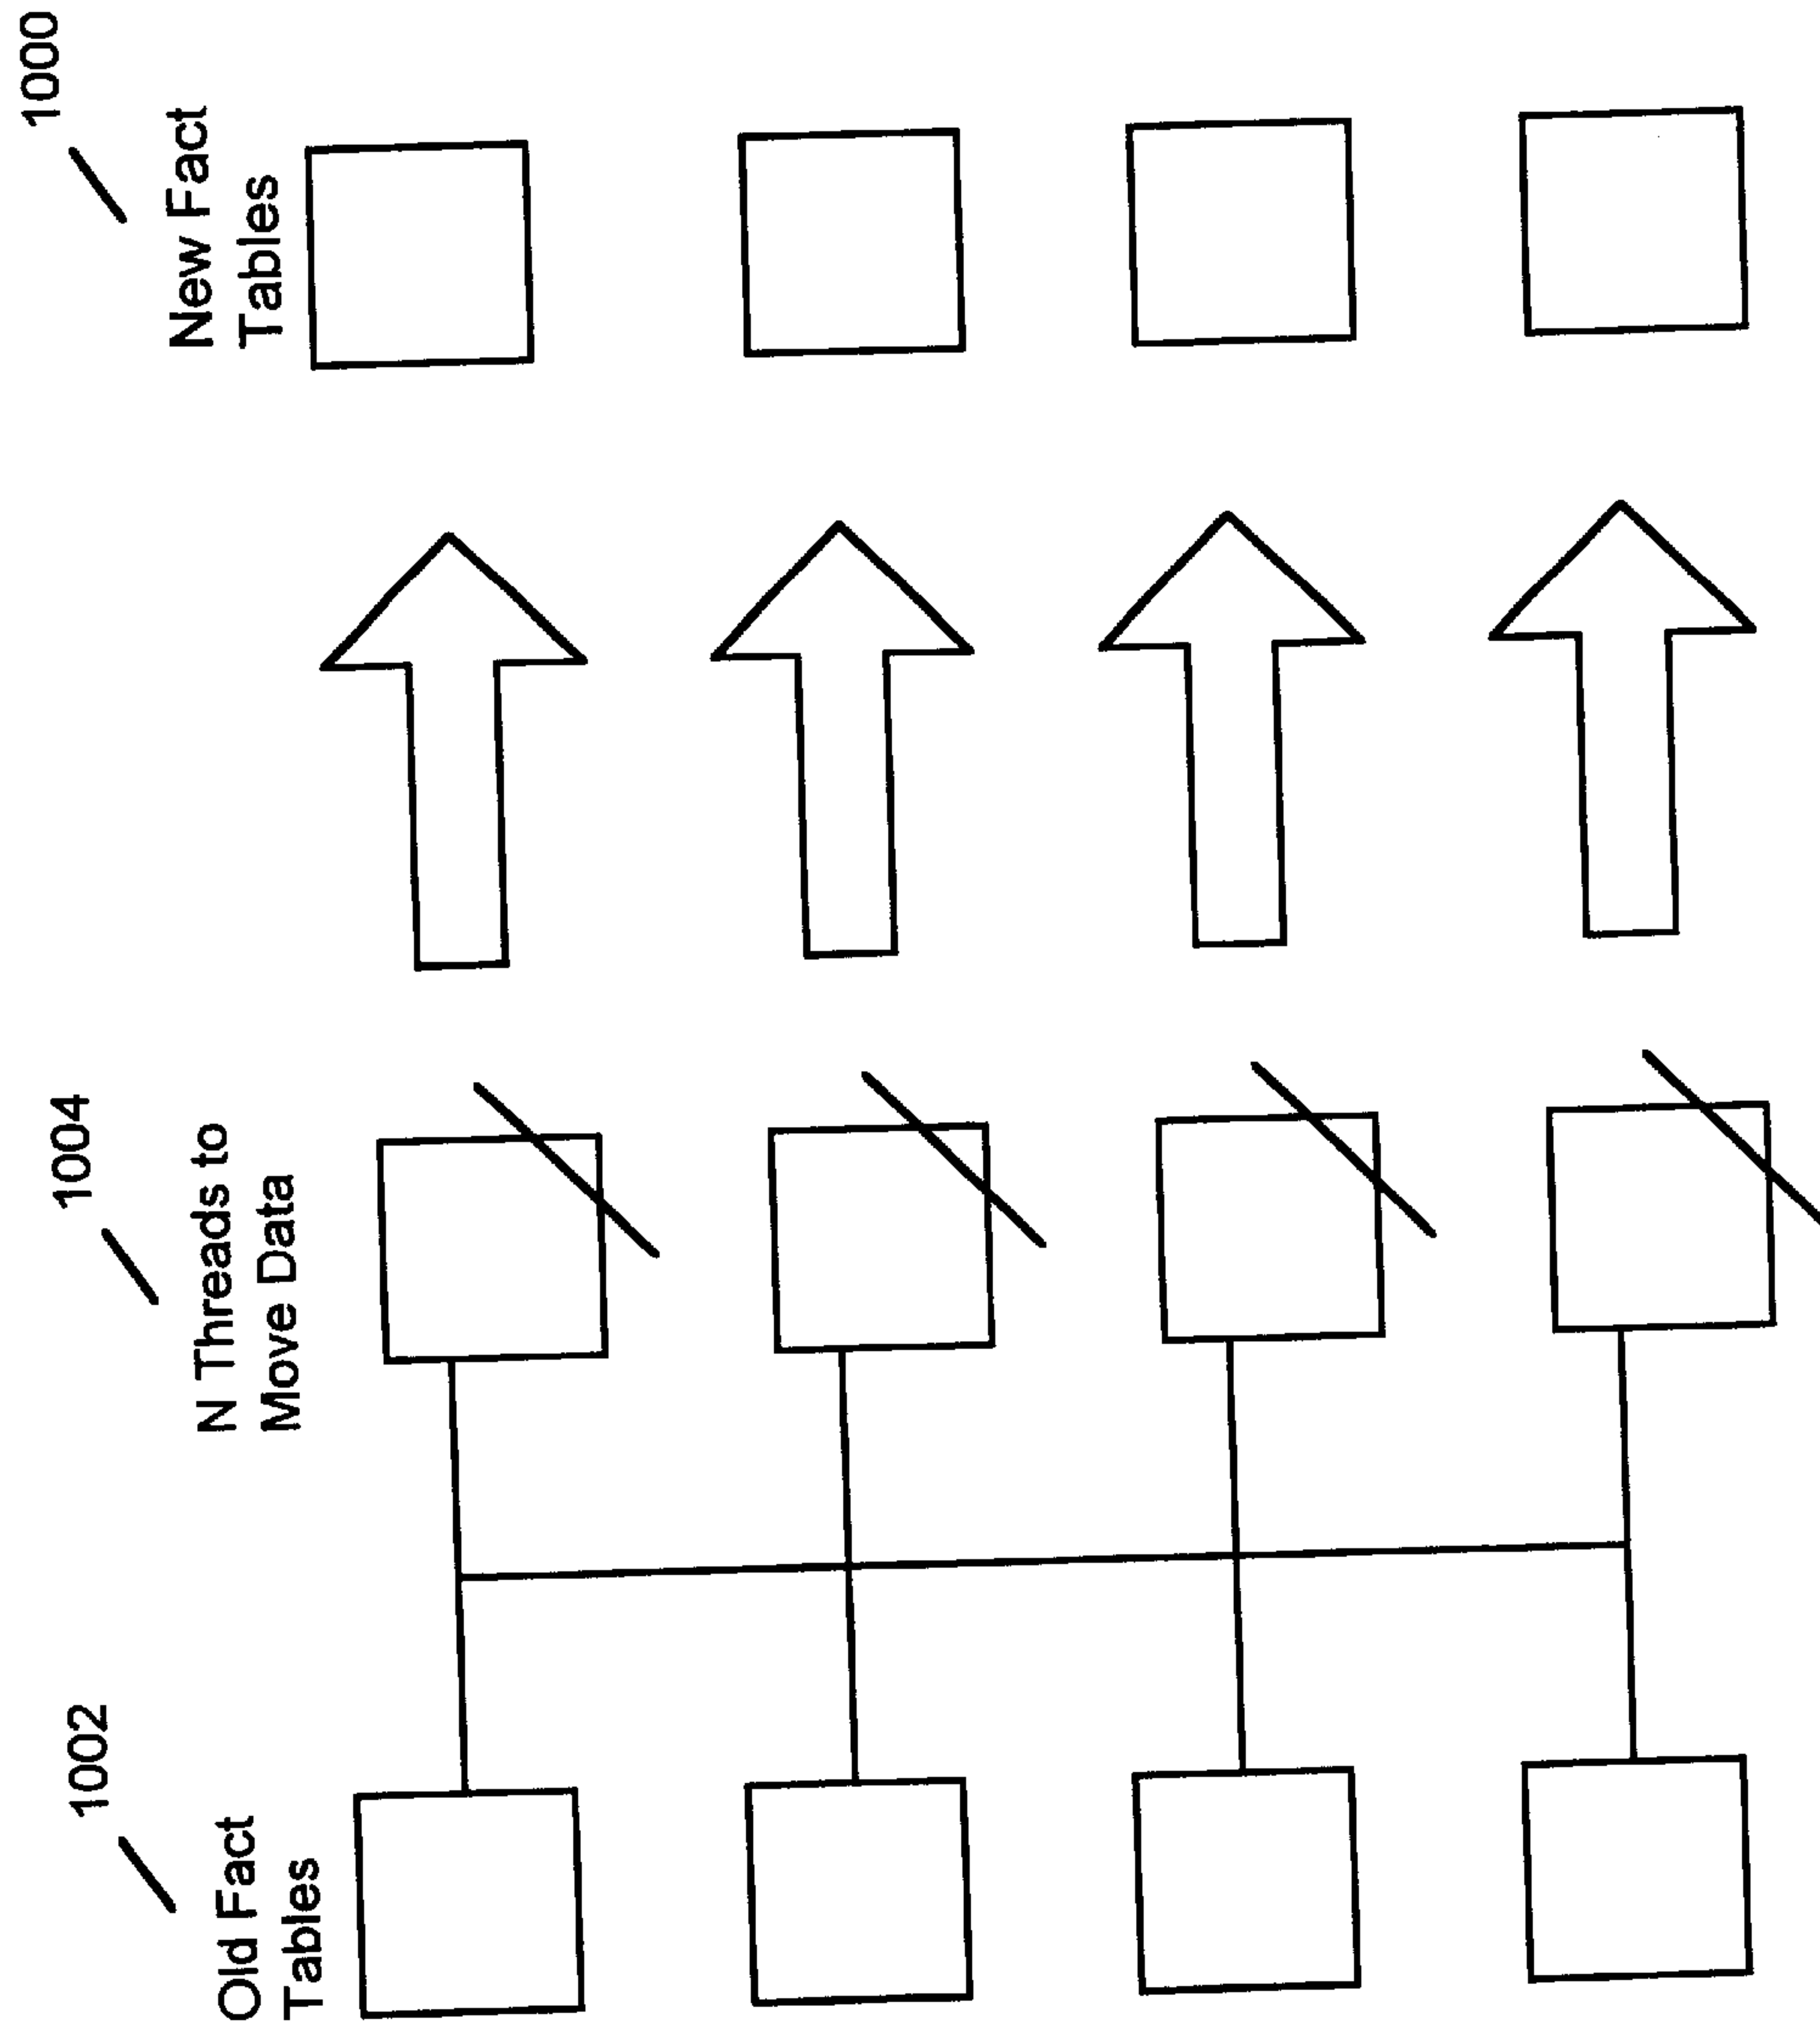 1002
Old Fact
Tables
1004
N Threads to
Move Data
1000
New Fact
Tables